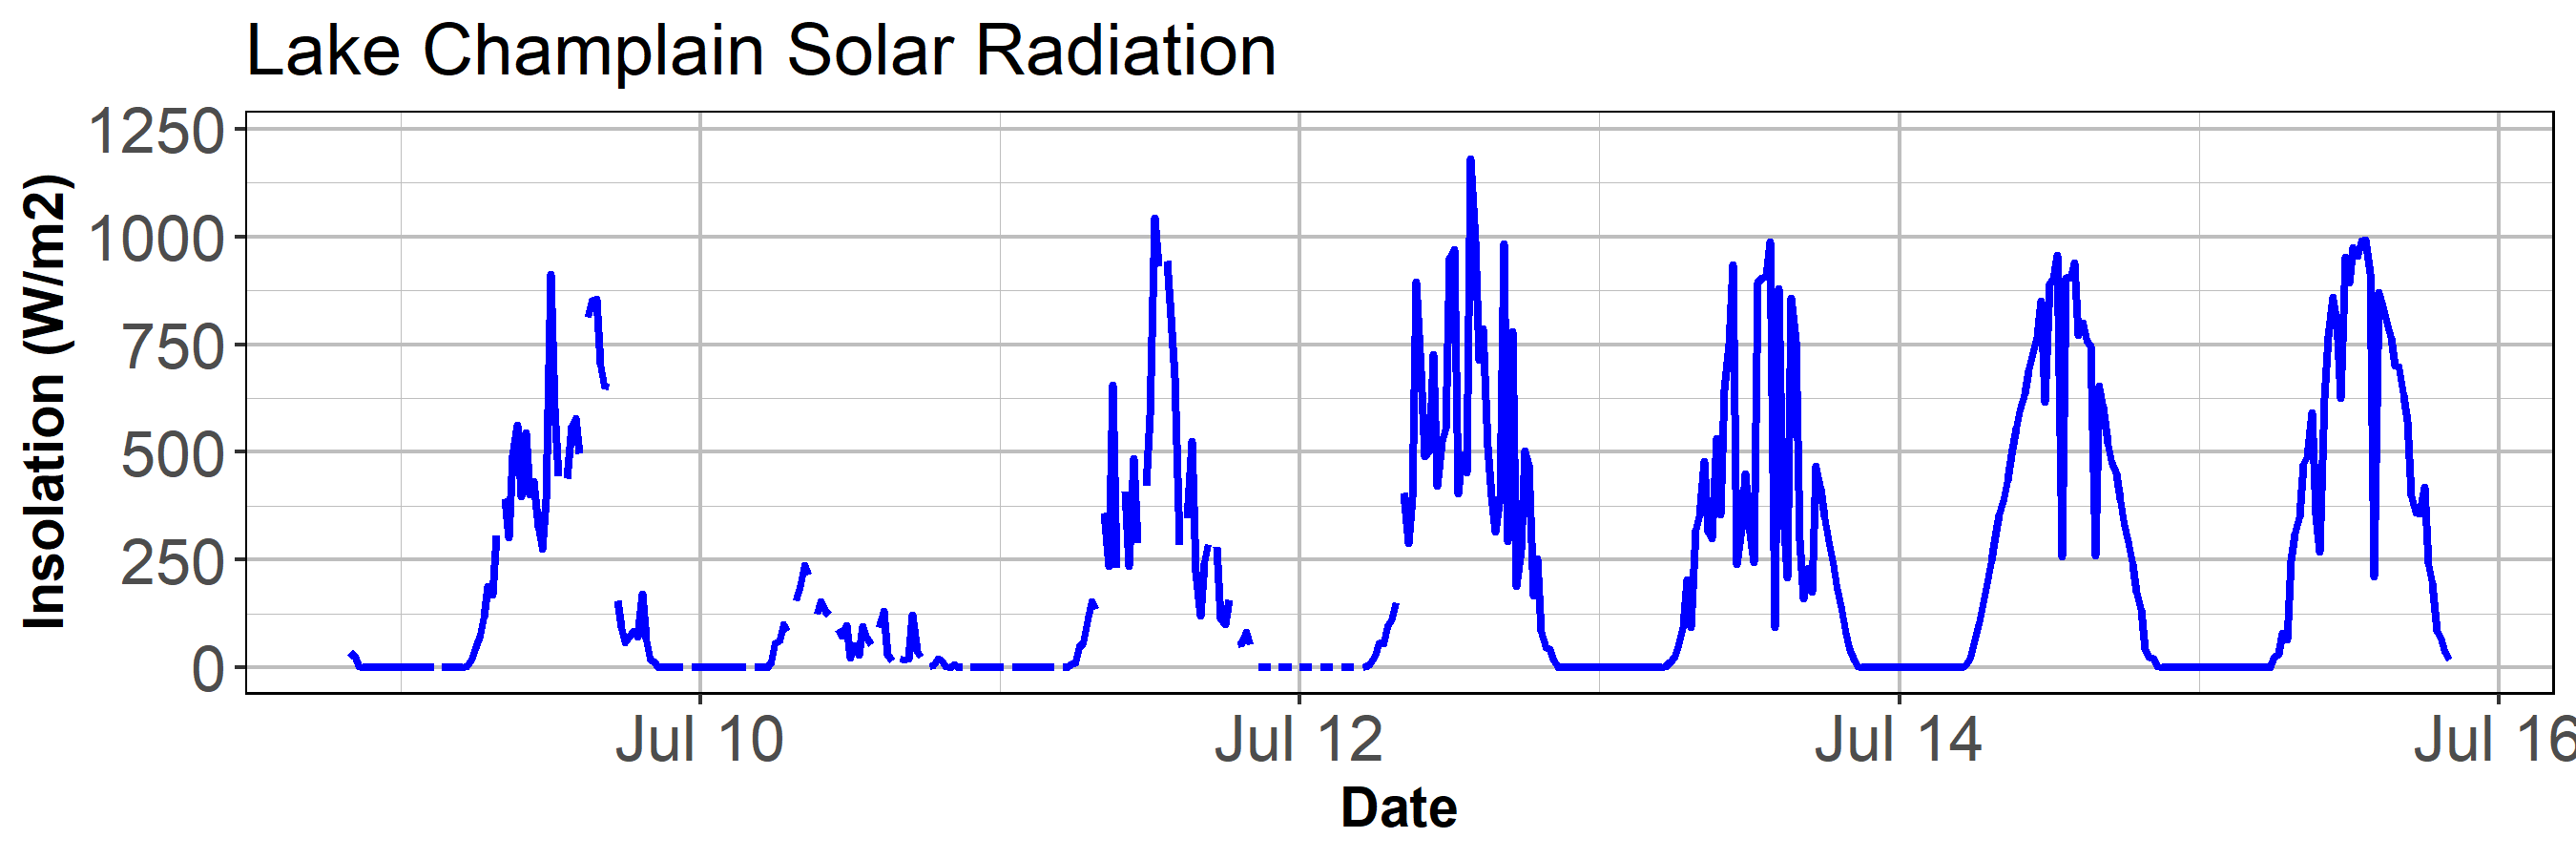 Lake Champlain Solar Radiation
Insolation (W/m2)
1250
1000
750
500
250
0
Jul 10
Jul 12
Jul 14
Jul 16
Date